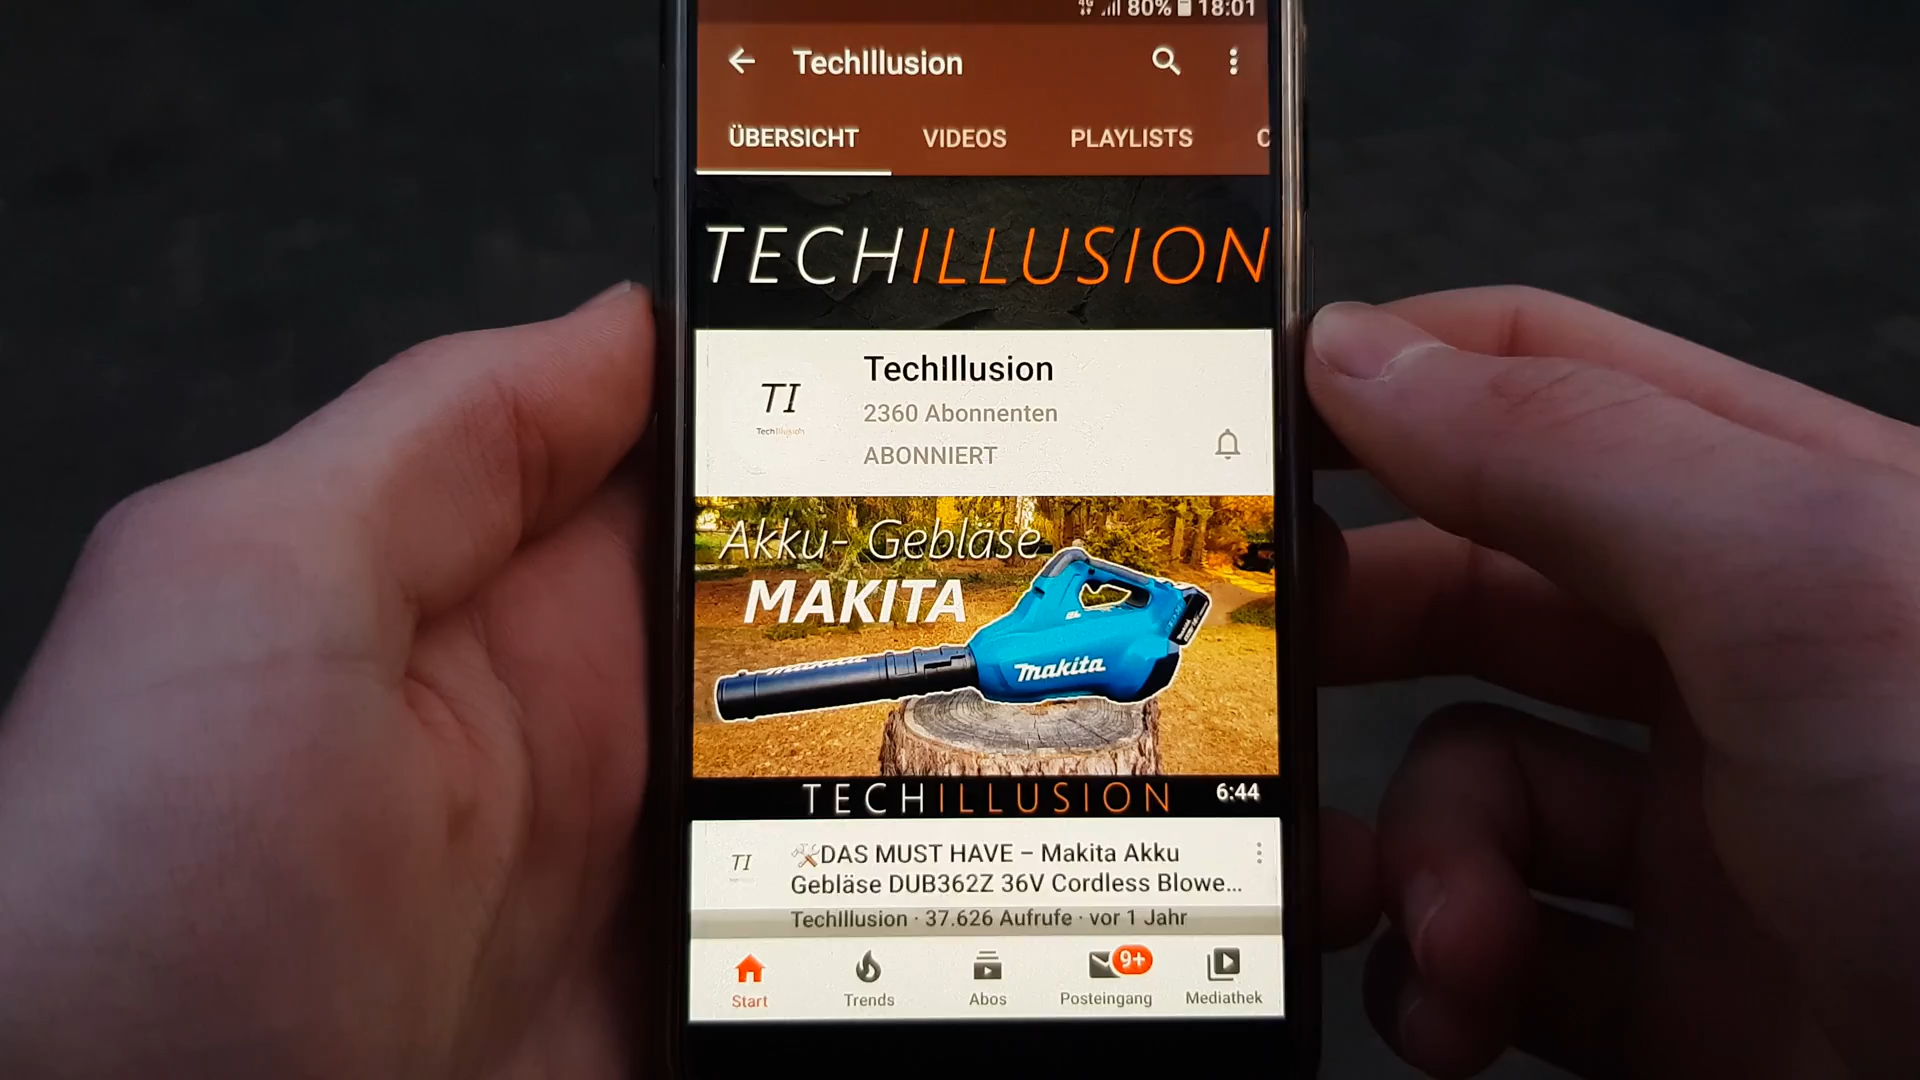 4G 80% 18:01
TechIllusion
ÜBERSICHT VIDEOS PLAYLISTS C
TECHILLUSION
TechIllusion
2360 Abonnenten
ABONNIERT
TI
TechIllusion
Akku- Gebläse
MAKITA
makita
makita
TECHILLUSION 6:44
TI
🛠DAS MUST HAVE – Makita Akku
Gebläse DUB362Z 36V Cordless Blowe...
TechIllusion · 37.626 Aufrufe · vor 1 Jahr
9+
Start Trends Abos Posteingang Mediathek